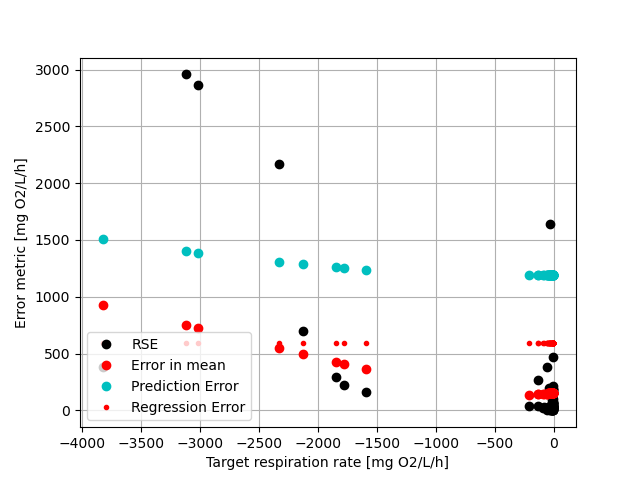 3000
2500
2000
1500
1000
500
0
Error metric [mg O2/L/h]
RSE
Error in mean
Prediction Error
Regression Error
−4000 −3500 −3000 −2500 −2000 −1500 −1000 −500 0
Target respiration rate [mg O2/L/h]